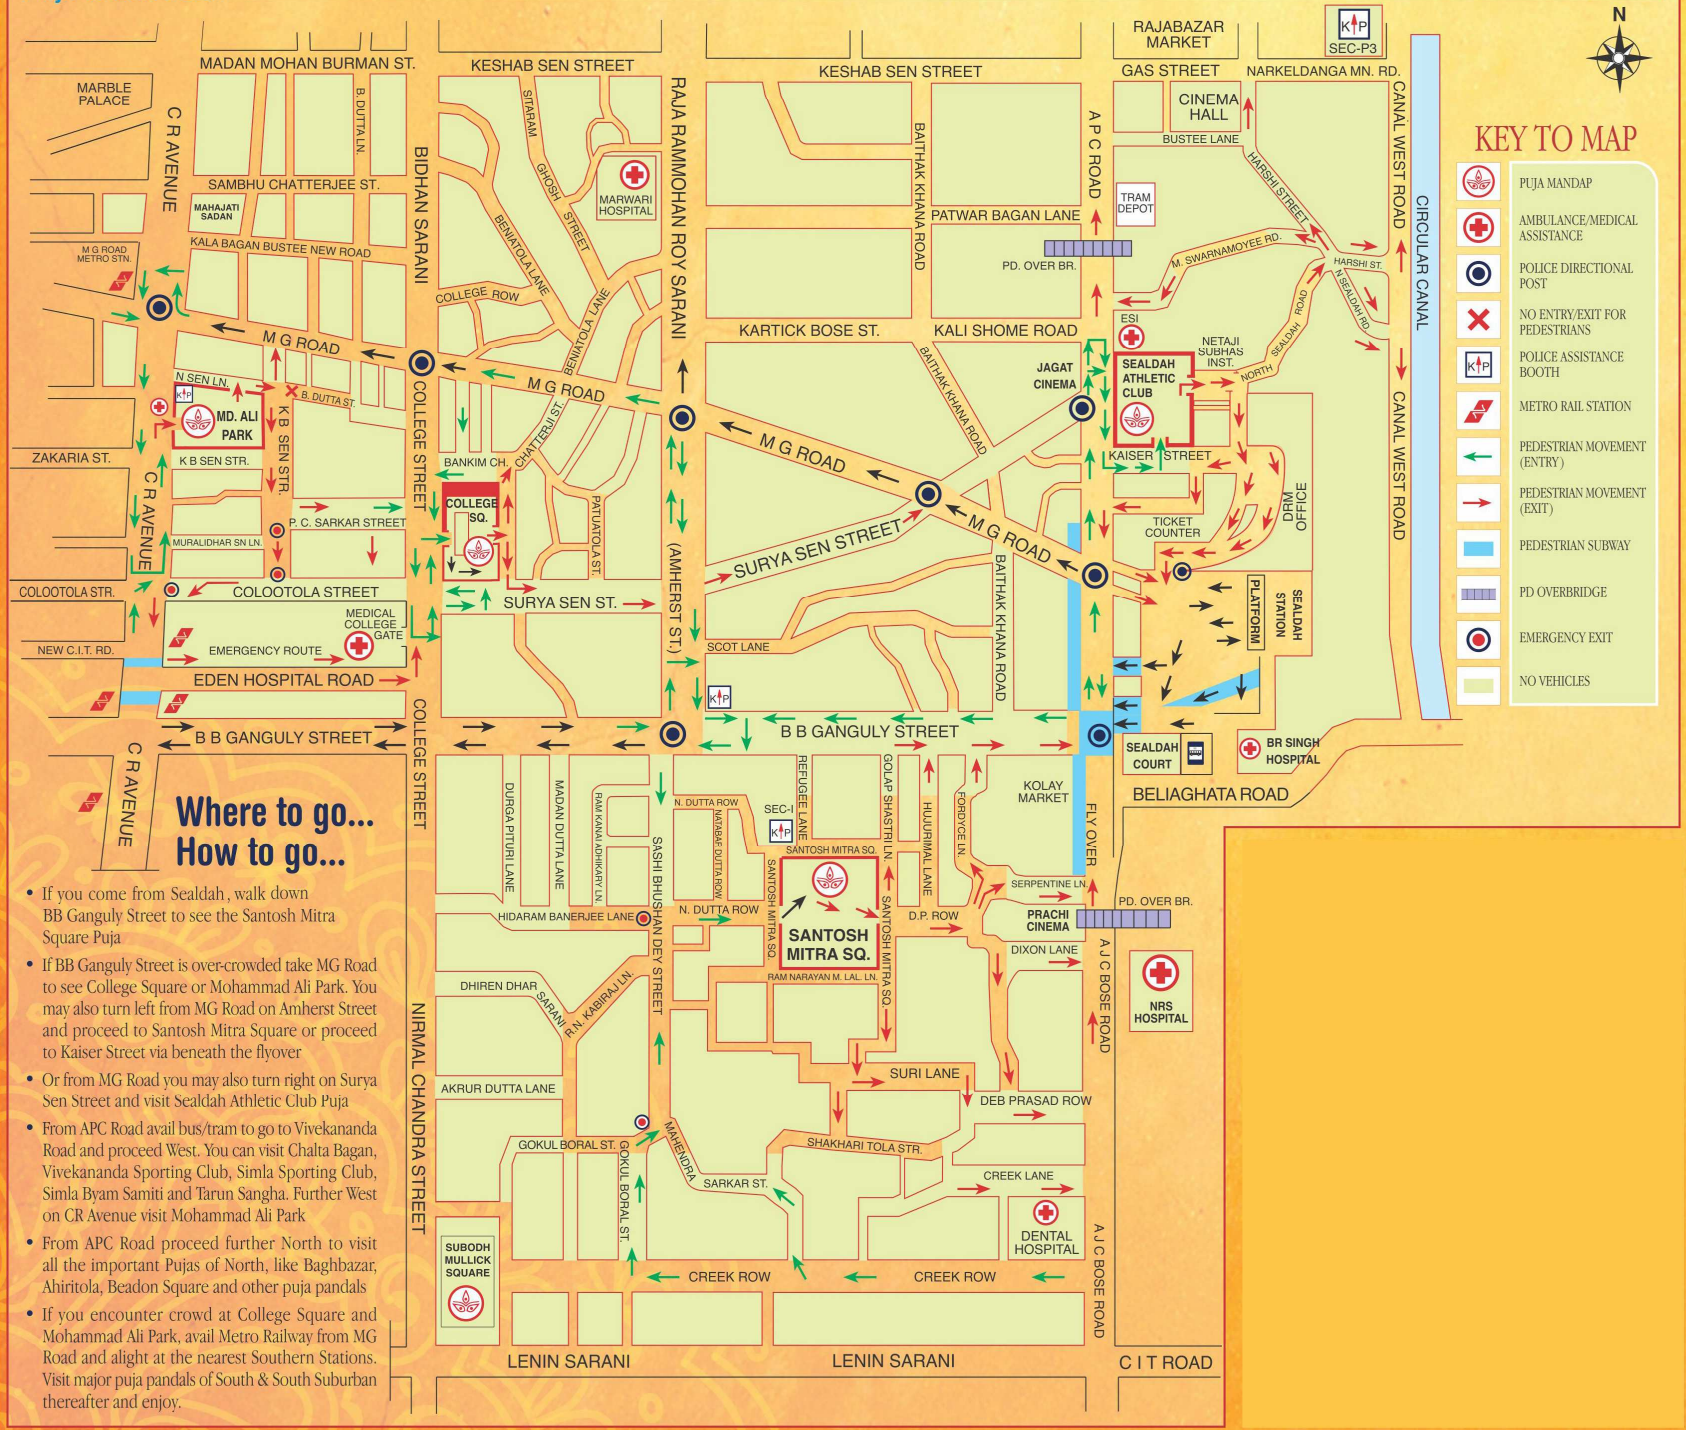 RAJABAZAR
MARKET
K P
SEC-P3
N
MADAN MOHAN BURMAN ST.
KESHAB SEN STREET
KESHAB SEN STREET
GAS STREET
NARKELDANGA MN. RD.
MARBLE
PALACE
C R AVENUE
B. DUTTA LN.
BIDHAN SARANI
SITARAM
GHOSH
STREET
RAJA RAMMOHAN ROY SARANI
BAITHAK KHANA ROAD
A P C ROAD
CINEMA
HALL
BUSTEE LANE
HARSHI STREET
CANAL WEST ROAD
CIRCULAR CANAL
KEY TO MAP
PUJA MANDAP
AMBULANCE/MEDICAL
ASSISTANCE
POLICE DIRECTIONAL
POST
NO ENTRY/EXIT FOR
PEDESTRIANS
K P
POLICE ASSISTANCE
BOOTH
METRO RAIL STATION
PEDESTRIAN MOVEMENT
(ENTRY)
PEDESTRIAN MOVEMENT
(EXIT)
PEDESTRIAN SUBWAY
PD OVERBRIDGE
EMERGENCY EXIT
NO VEHICLES
SAMBHU CHATTERJEE ST.
MAHAJATI
SADAN
MARWARI
HOSPITAL
PATWAR BAGAN LANE
TRAM
DEPOT
M G ROAD
METRO STN.
KALA BAGAN BUSTEE NEW ROAD
BENIATOLA LANE
PD. OVER BR.
M. SWARNAMOYEE RD.
HARSHI ST.
N SEALDAH RD.
COLLEGE ROW
BENIATOLA LANE
ESI
NORTH SEALDAH ROAD
M G ROAD
KARTICK BOSE ST.
KALI SHOME ROAD
NETAJI
SUBHAS
INST.
BAITHAK KHANA ROAD
JAGAT
CINEMA
SEALDAH
ATHLETIC
CLUB
N SEN LN.
K P
B. DUTTA ST.
MD. ALI
PARK
K B SEN STR.
COLLEGE STREET
M G ROAD
CHATTERJI ST.
BANKIM CH.
M G ROAD
KAISER STREET
CANAL WEST ROAD
ZAKARIA ST.
K B SEN STR.
C R AVENUE
COLLEGE
SQ.
PATUATOLA ST.
DRM
OFFICE
P. C. SARKAR STREET
TICKET
COUNTER
SURYA SEN STREET
M G ROAD
MURALIDHAR SN LN.
(AMHERST ST.)
BAITHAK KHANA ROAD
COLOOTOLA STR.
COLOOTOLA STREET
SURYA SEN ST.
PLATFORM
SEALDAH
STATION
MEDICAL
COLLEGE
GATE
NEW C.I.T. RD.
EMERGENCY ROUTE
SCOT LANE
EDEN HOSPITAL ROAD
K P
B B GANGULY STREET
B B GANGULY STREET
COLLEGE STREET
SEALDAH
COURT
BR SINGH
HOSPITAL
C R AVENUE
BELIAGHATA ROAD
Where to go...
How to go...
DURGA PITURI LANE
MADAN DUTTA LANE
RAM KANAI ADHIKARY LN.
SASHI BHUSHAN DEY STREET
N. DUTTA ROW
NATABAF DUTTA ROW
REFUGEE LANE
SEC-I
K P
GOLAP SHASTRI LN.
HUJURIMAL LANE
FORDYCE LN.
KOLAY
MARKET
FLY OVER
SANTOSH MITRA SQ.
SANTOSH MITRA SQ.
SANTOSH MITRA SQ.
SERPENTINE LN.
HIDARAM BANERJEE LANE
N. DUTTA ROW
D.P. ROW
PRACHI
CINEMA
PD. OVER BR.
SANTOSH
MITRA SQ.
DIXON LANE
A J C BOSE ROAD
RAM NARAYAN M. LAL. LN.
DHIREN DHAR
SARANI
R.N. KABIRAJ LN.
NRS
HOSPITAL
NIRMAL CHANDRA STREET
SURI LANE
AKRUR DUTTA LANE
DEB PRASAD ROW
GOKUL BORAL ST.
GOKUL BORAL ST.
MAHENDRA
SARKAR ST.
SHAKHARI TOLA STR.
CREEK LANE
DENTAL
HOSPITAL
A J C BOSE ROAD
SUBODH
MULLICK
SQUARE
CREEK ROW
CREEK ROW
LENIN SARANI
LENIN SARANI
C I T ROAD
• If you come from Sealdah, walk down
BB Ganguly Street to see the Santosh Mitra
Square Puja
• If BB Ganguly Street is over-crowded take MG Road
to see College Square or Mohammad Ali Park. You
may also turn left from MG Road on Amherst Street
and proceed to Santosh Mitra Square or proceed
to Kaiser Street via beneath the flyover
• Or from MG Road you may also turn right on Surya
Sen Street and visit Sealdah Athletic Club Puja
• From APC Road avail bus/tram to go to Vivekananda
Road and proceed West. You can visit Chalta Bagan,
Vivekananda Sporting Club, Simla Sporting Club,
Simla Byam Samiti and Tarun Sangha. Further West
on CR Avenue visit Mohammad Ali Park
• From APC Road proceed further North to visit
all the important Pujas of North, like Baghbazar,
Ahiritola, Beadon Square and other puja pandals
• If you encounter crowd at College Square and
Mohammad Ali Park, avail Metro Railway from MG
Road and alight at the nearest Southern Stations.
Visit major puja pandals of South & South Suburban
thereafter and enjoy.